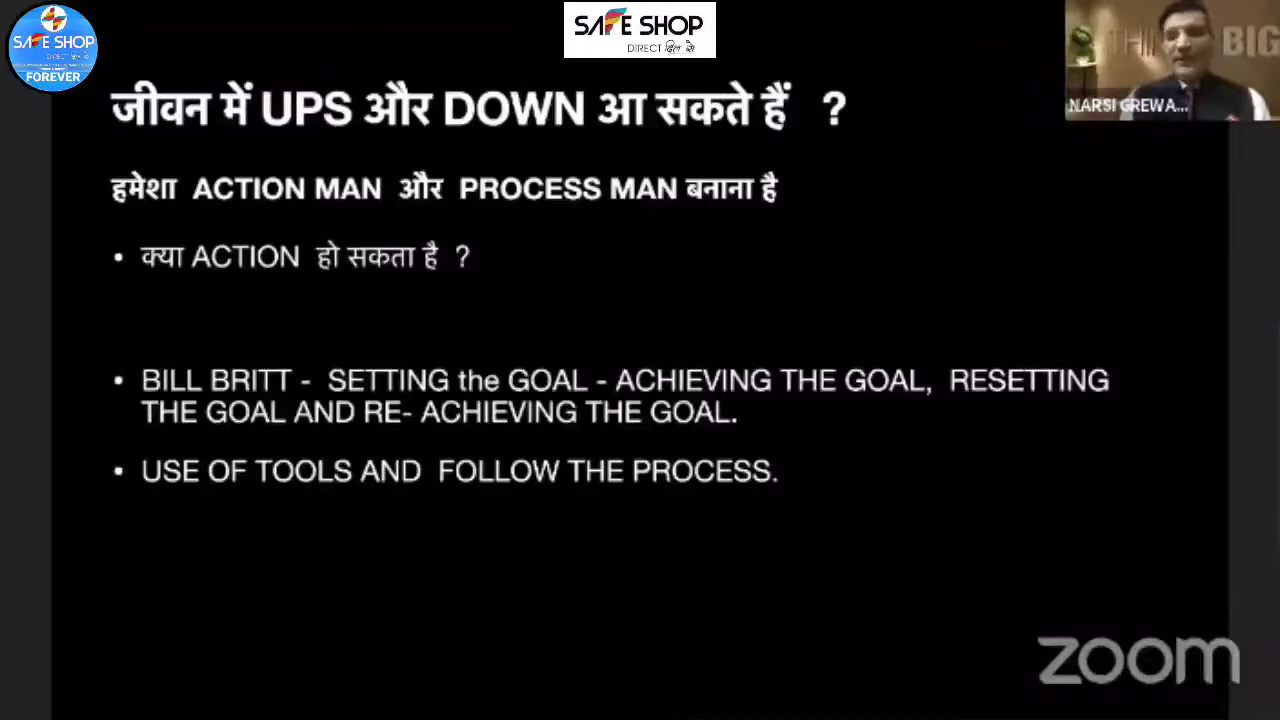 SAFE SHOP
DIRECT दिल से
FOREVER
SAFE SHOP
DIRECT दिल से
THI BIG
NARSI GREWA...
जीवन में UPS और DOWN आ सकते हैं ?
हमेशा ACTION MAN और PROCESS MAN बनाना है
• क्या ACTION हो सकता है ?
• BILL BRITT - SETTING the GOAL - ACHIEVING THE GOAL, RESETTING
THE GOAL AND RE- ACHIEVING THE GOAL.
• USE OF TOOLS AND FOLLOW THE PROCESS.
zoom